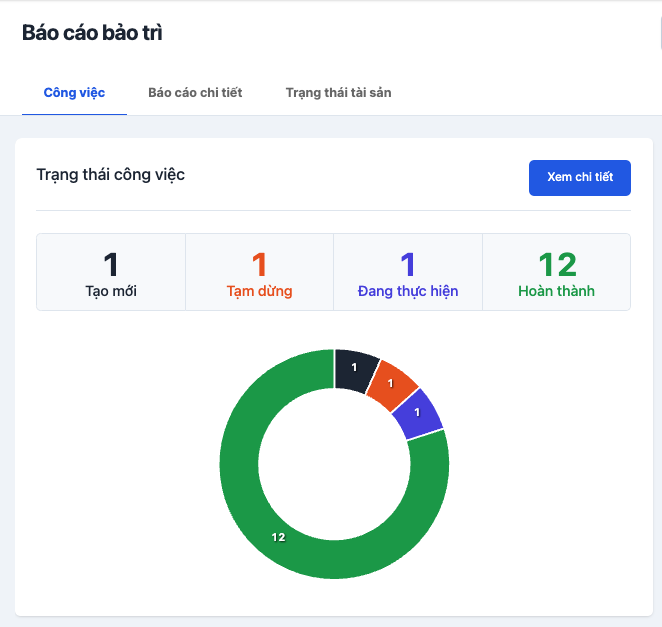 Báo cáo bảo trì
Công việc Báo cáo chi tiết Trạng thái tài sản
Trạng thái công việc Xem chi tiết
1 1 1 12
Tạo mới Tạm dừng Đang thực hiện Hoàn thành
1
1
1
12